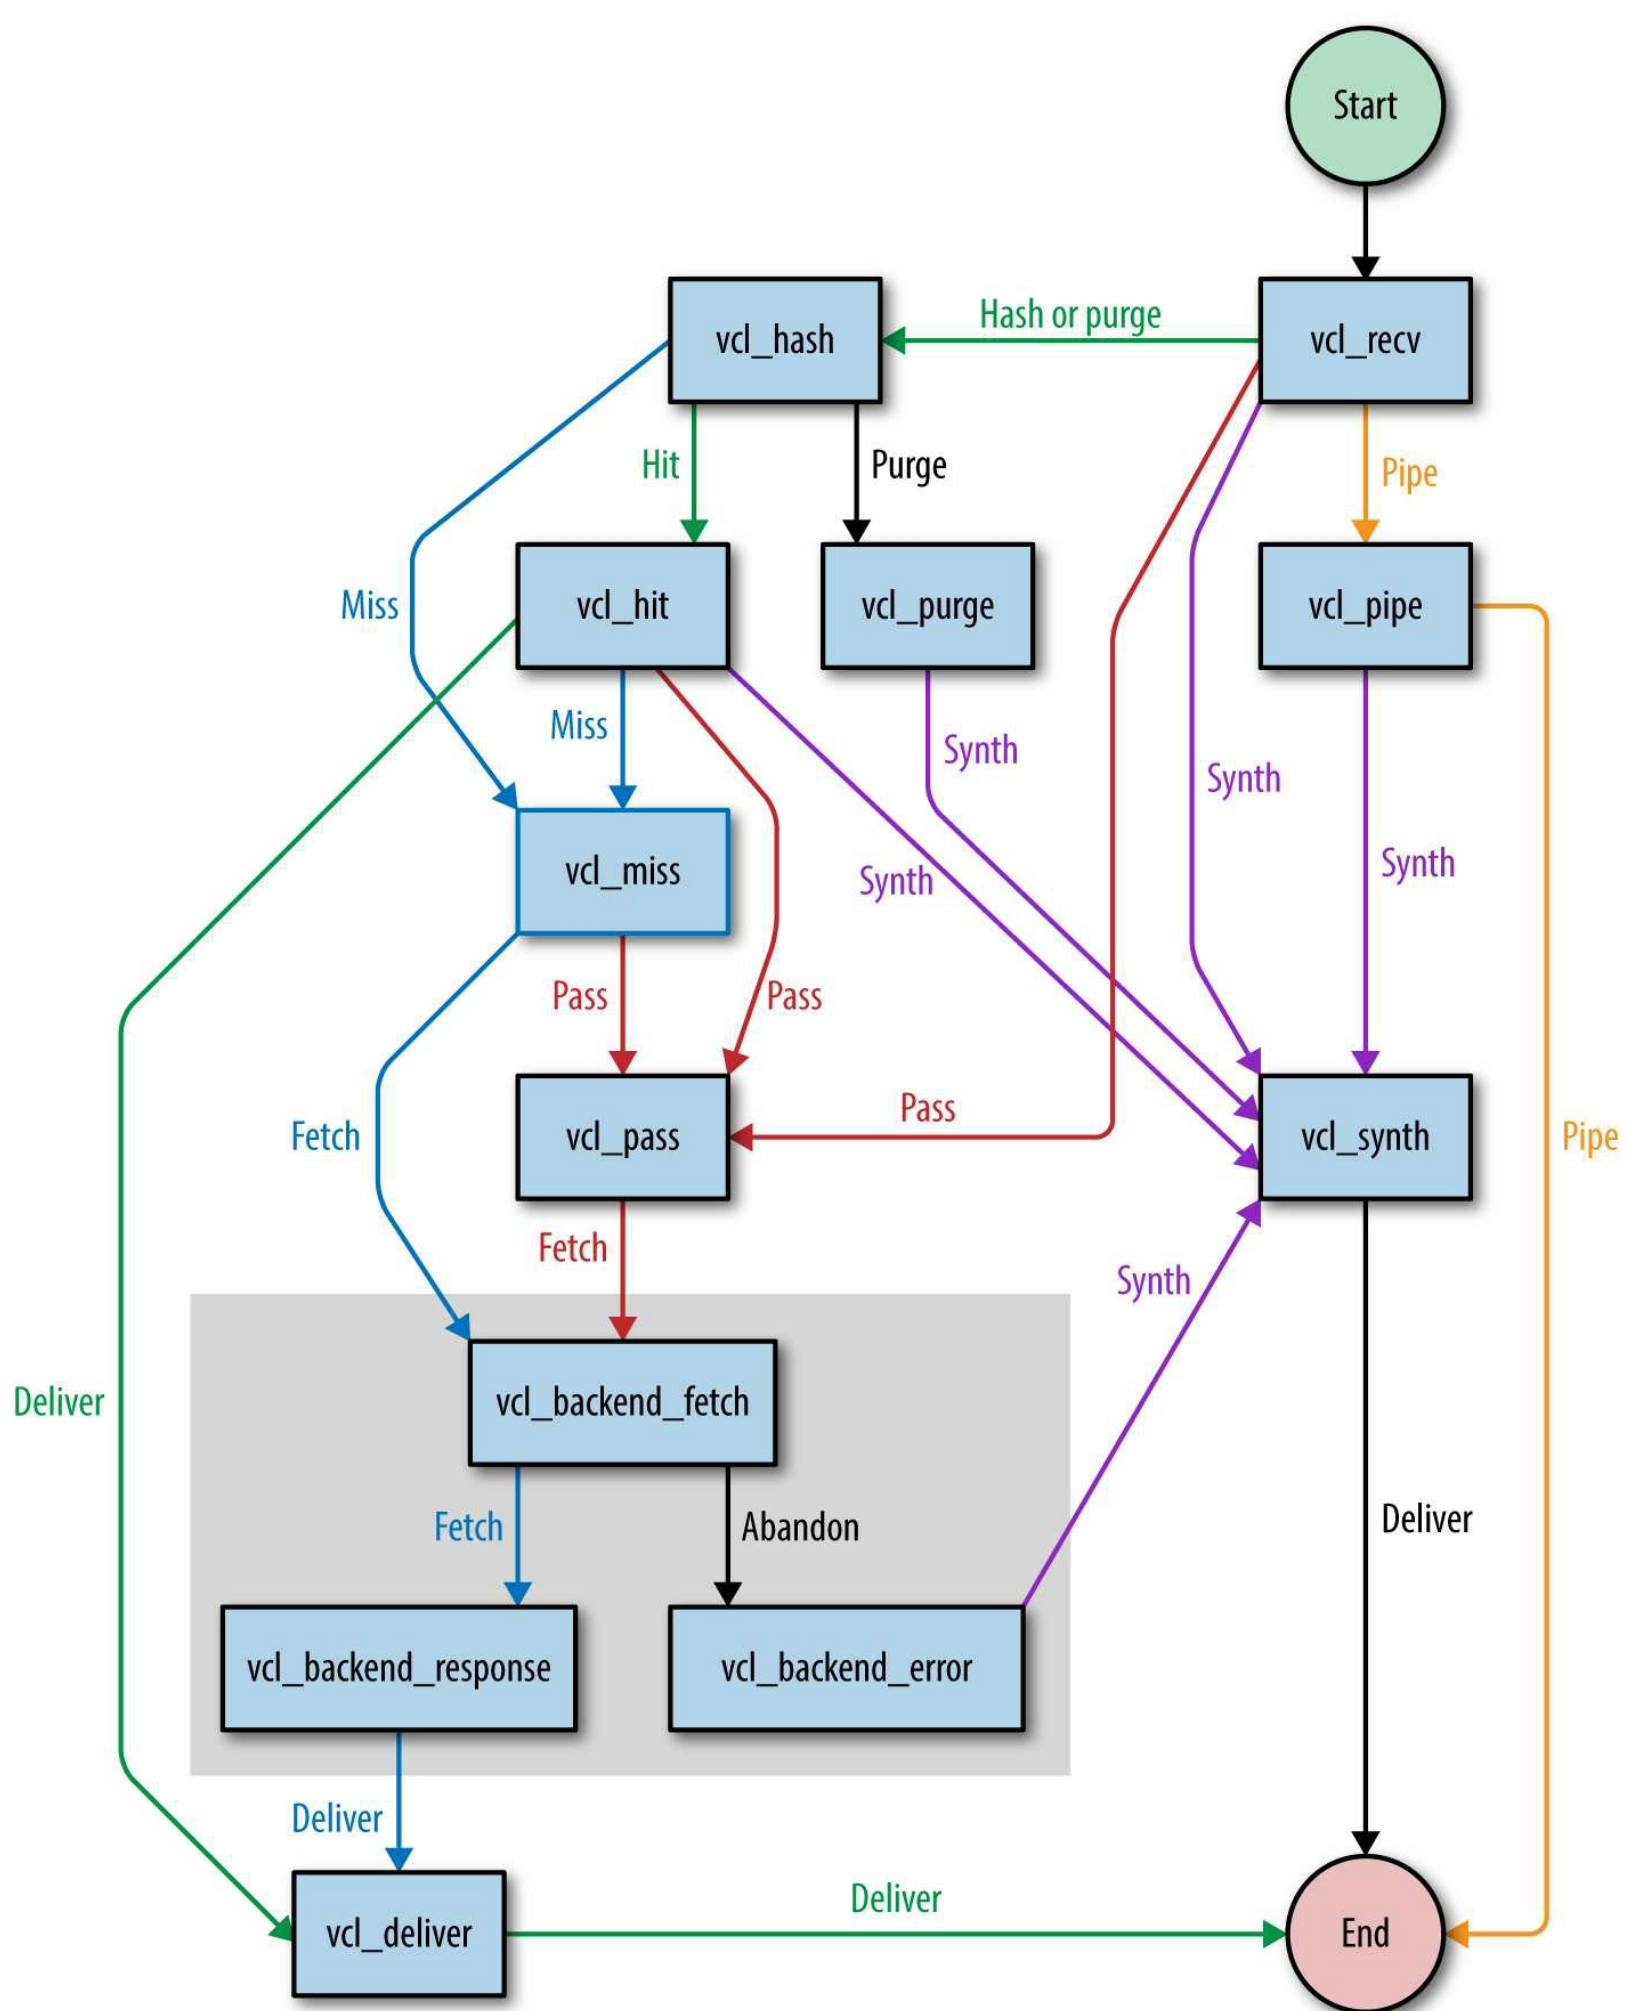 Start
Hash or purge
vcl_hash
vcl_recv
Hit
Purge
Pipe
Miss
vcl_hit
vcl_purge
vcl_pipe
Miss
Synth
Synth
vcl_miss
Synth
Synth
Pass
Pass
Pass
Fetch
vcl_pass
vcl_synth
Pipe
Fetch
Synth
Deliver
vcl_backend_fetch
Fetch
Abandon
Deliver
vcl_backend_response
vcl_backend_error
Deliver
Deliver
vcl_deliver
End